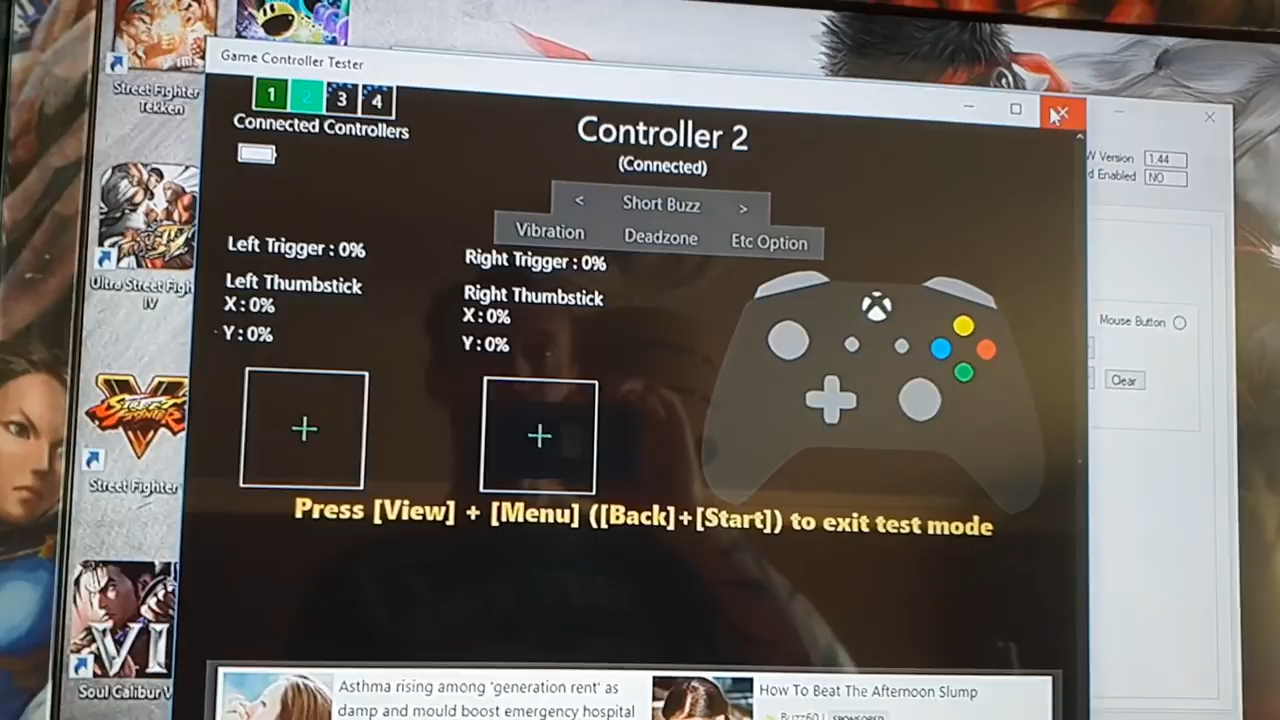 Street Fighter
Tekken
Ultra Street Figh
IV
Street Fighter
VI
Soul Calibur V
Game Controller Tester
1 2 3 4
Connected Controllers
Controller 2
(Connected)
< Short Buzz >
Vibration Deadzone Etc Option
Left Trigger : 0%
Left Thumbstick
X : 0%
Y : 0%
Right Trigger : 0%
Right Thumbstick
X : 0%
Y : 0%
Press [View] + [Menu] ([Back]+[Start]) to exit test mode
Asthma rising among 'generation rent' as
damp and mould boost emergency hospital
How To Beat The Afternoon Slump
Buzz60 | SPONSORED
W Version 1.44
d Enabled NO
Mouse Button
Clear